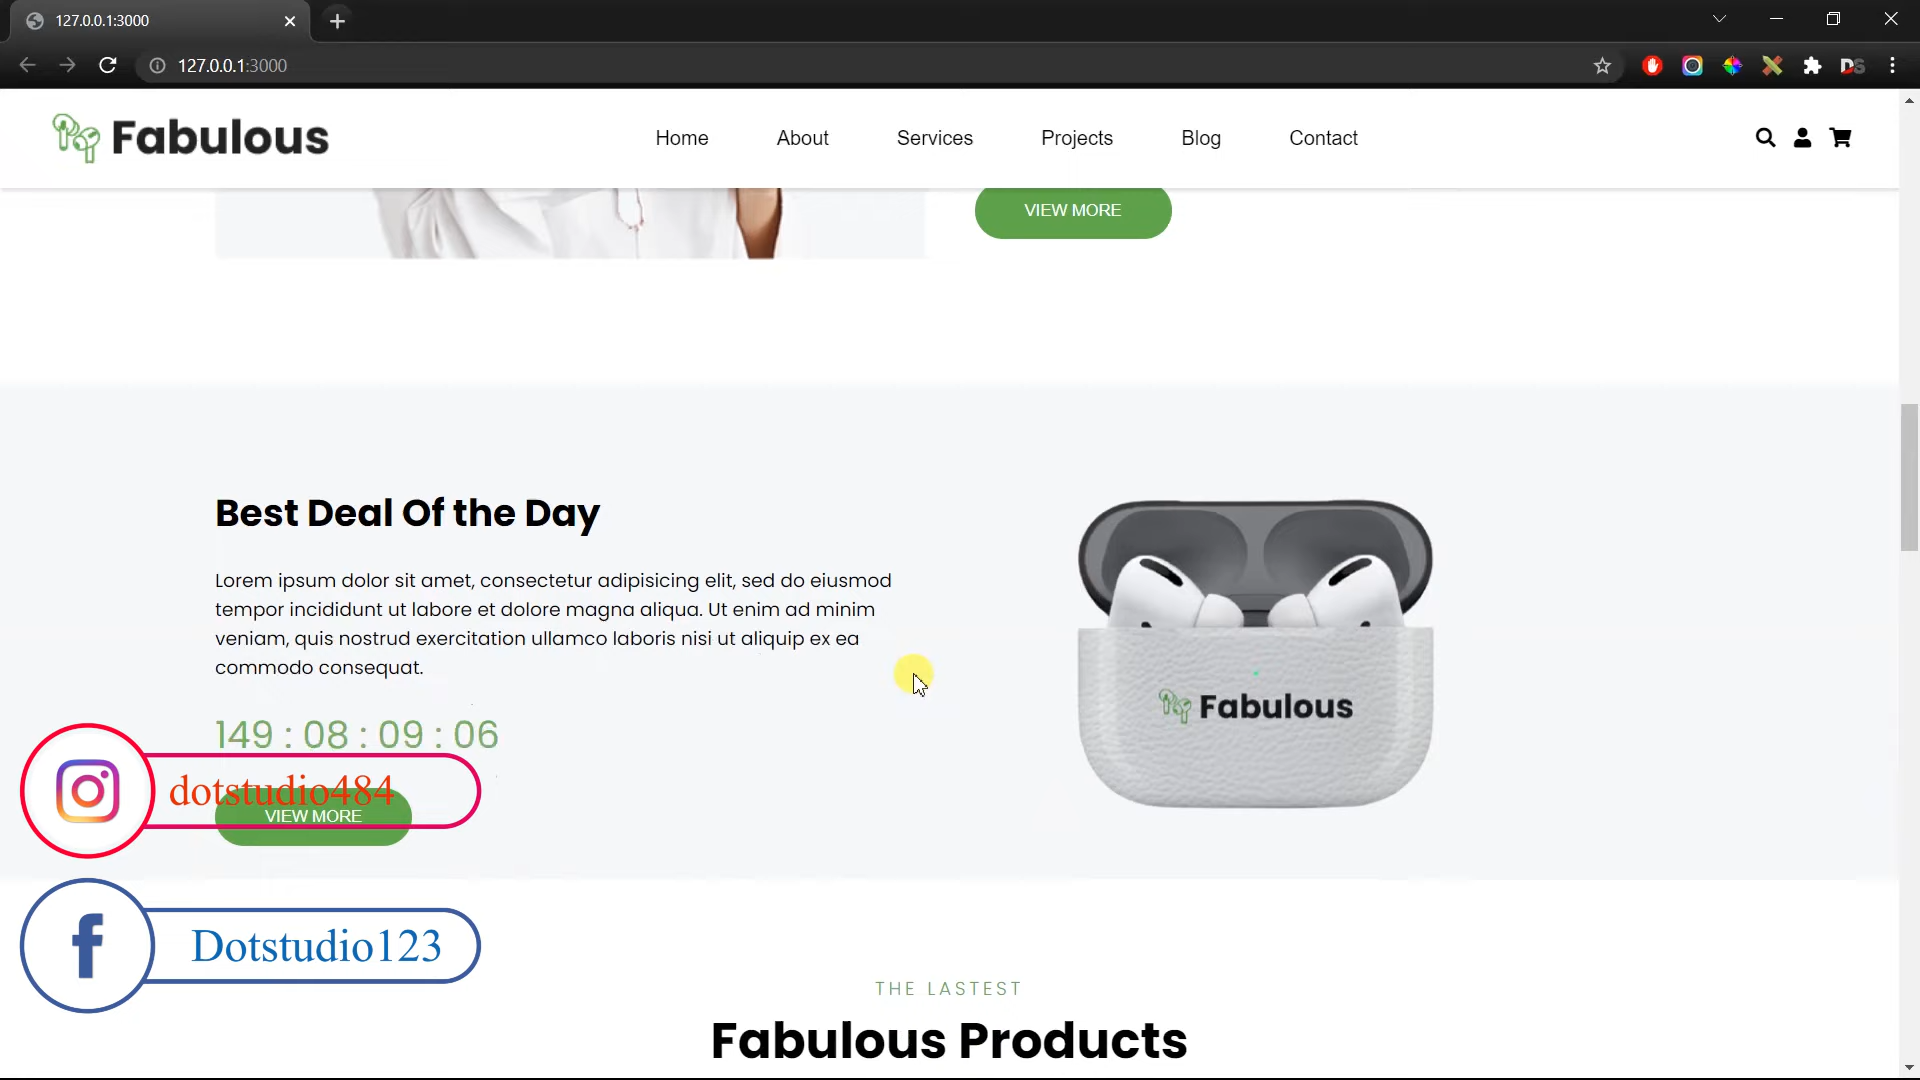 127.0.0.1:3000
127.0.0.1:3000
DS
Fabulous
Home
About
Services
Projects
Blog
Contact
VIEW MORE
Best Deal Of the Day
Lorem ipsum dolor sit amet, consectetur adipisicing elit, sed do eiusmod
tempor incididunt ut labore et dolore magna aliqua. Ut enim ad minim
veniam, quis nostrud exercitation ullamco laboris nisi ut aliquip ex ea
commodo consequat.
149 : 08 : 09 : 06
dotstudio484
VIEW MORE
Fabulous
Dotstudio123
THE LASTEST
Fabulous Products